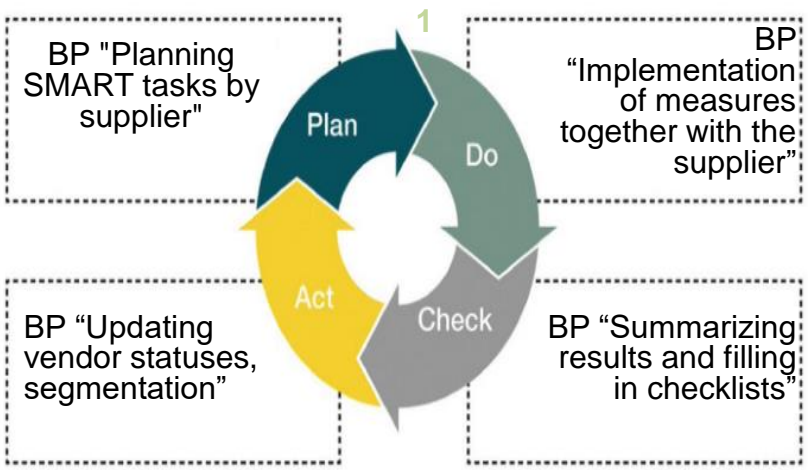 1
BP "Planning
SMART tasks by
supplier"
BP
“Implementation
of measures
together with the
supplier”
Plan
Do
Act
Check
BP “Updating
vendor statuses,
segmentation”
BP “Summarizing
results and filling
in checklists”